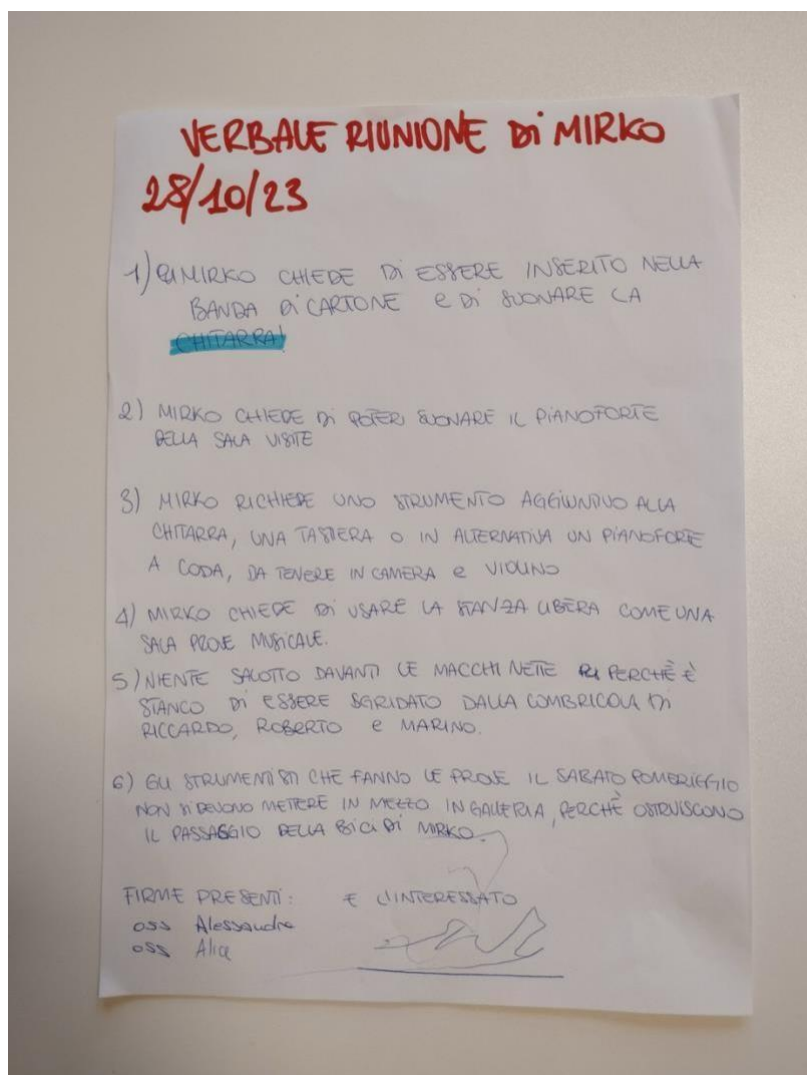 VERBALE RIUNIONE Di MIRKO
28/10/23
1) MIRKO CHIEDE Di ESSERE INSERITO NELLA
BANDA Di CARTONE e Di SUONARE LA
CHITARRA!
2) MIRKO CHIEDE Di POTER SUONARE IL PIANOFORTE
DELLA SALA VISITE
3) MIRKO RICHIEDE UNO STRUMENTO AGGIUNTIVO ALLA
CHITARRA, UNA TASTIERA O IN ALTERNATIVA UN PIANOFORTE
A CODA, DA TENERE IN CAMERA e VIOLINO
4) MIRKO CHIEDE Di USARE LA STANZA LIBERA COME UNA
SALA PROVE MUSICALE.
5) NIENTE SALOTTO DAVANTI LE MACCHINETTE PERCHÈ È
STANCO Di ESSERE SGRIDATO DALLA COMBRICOLA Di
RICCARDO, ROBERTO e MARINO.
6) GLI STRUMENTISTI CHE FANNO LE PROVE IL SABATO POMERIGGIO
NON Si DEVONO METTERE IN MEZZO IN GALLERIA, PERCHÈ OSTRUISCONO
IL PASSAGGIO DELLA BiCi Di MIRKO.
FIRME PRESENTI: E L'INTERESSATO
OSS Alessandra
OSS Alice